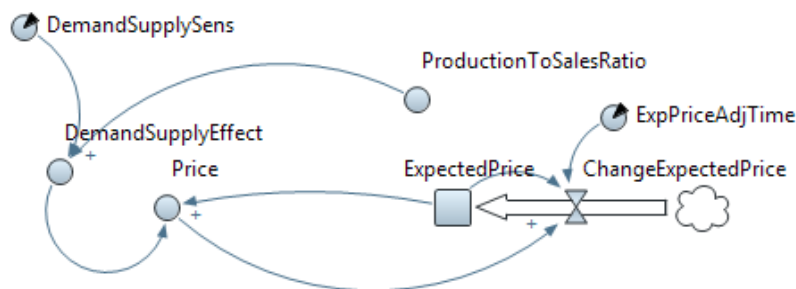 DemandSupplySens
ProductionToSalesRatio
ExpPriceAdjTime
DemandSupplyEffect
+
Price
ExpectedPrice
ChangeExpectedPrice
+
+